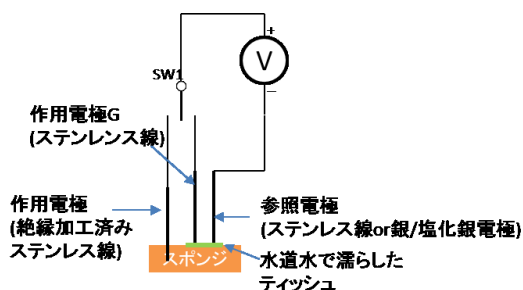 +
V
SW1
−
作用電極G
(ステンレンス線)
作用電極
(絶縁加工済み
ステンレス線)
参照電極
(ステンレス線or銀/塩化銀電極)
スポンジ
水道水で濡らした
ティッシュ